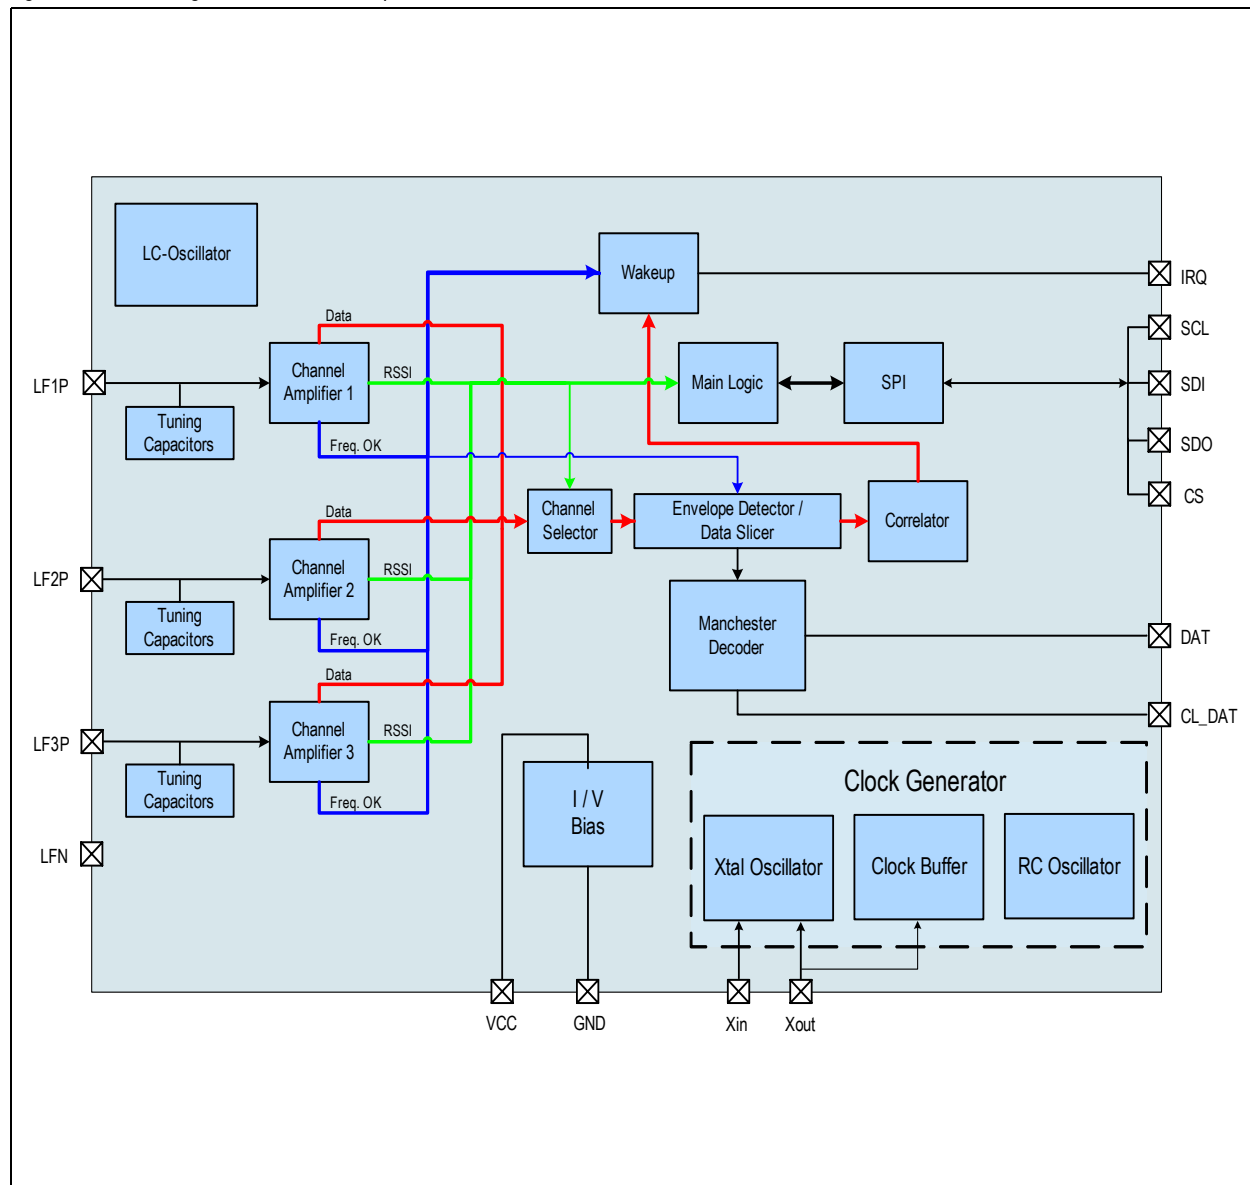 LC-Oscillator
Wakeup
IRQ
SCL
Data
Channel
Amplifier 1
RSSI
Main Logic
SPI
SDI
LF1P
Tuning
Capacitors
Freq. OK
SDO
CS
Data
Channel
Selector
Envelope Detector /
Data Slicer
Correlator
LF2P
Channel
Amplifier 2
RSSI
Tuning
Capacitors
Freq. OK
Manchester
Decoder
DAT
Data
CL_DAT
LF3P
Channel
Amplifier 3
RSSI
Tuning
Capacitors
Freq. OK
I / V
Bias
Clock Generator
LFN
Xtal Oscillator
Clock Buffer
RC Oscillator
VCC
GND
Xin
Xout